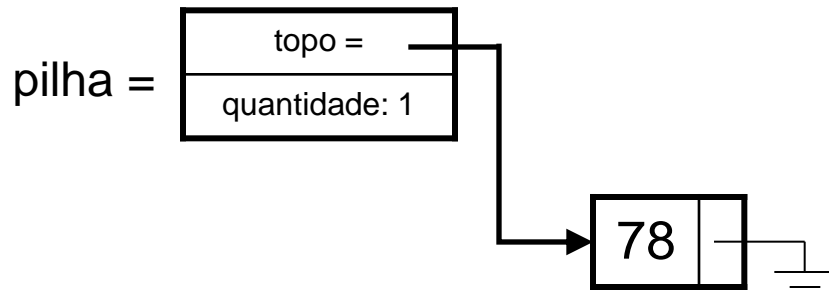 topo =
pilha =
quantidade: 1
78